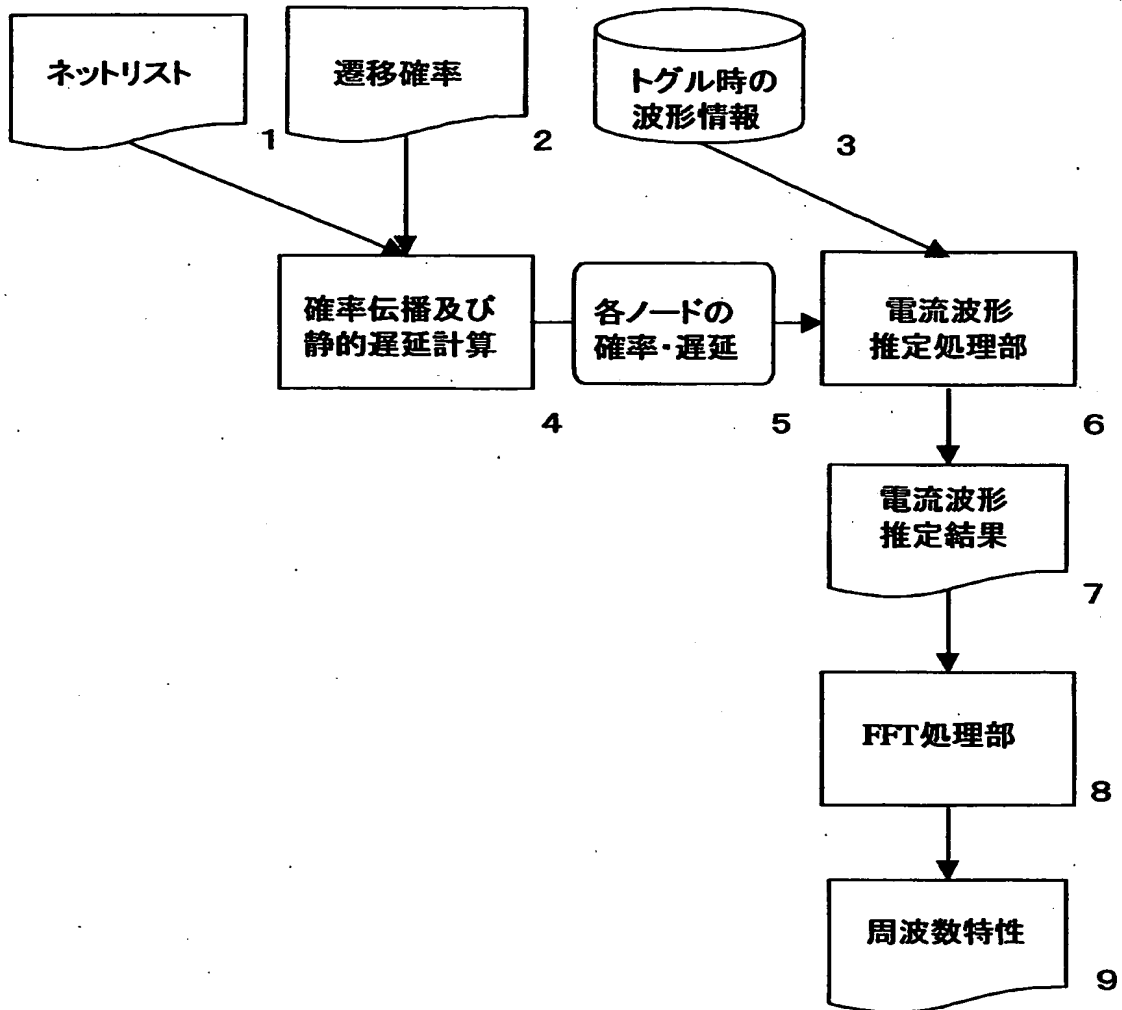 ネットリスト
1
遷移確率
2
トグル時の
波形情報
3
確率伝播及び
静的遅延計算
4
各ノードの
確率・遅延
5
電流波形
推定処理部
6
電流波形
推定結果
7
FFT処理部
8
周波数特性
9